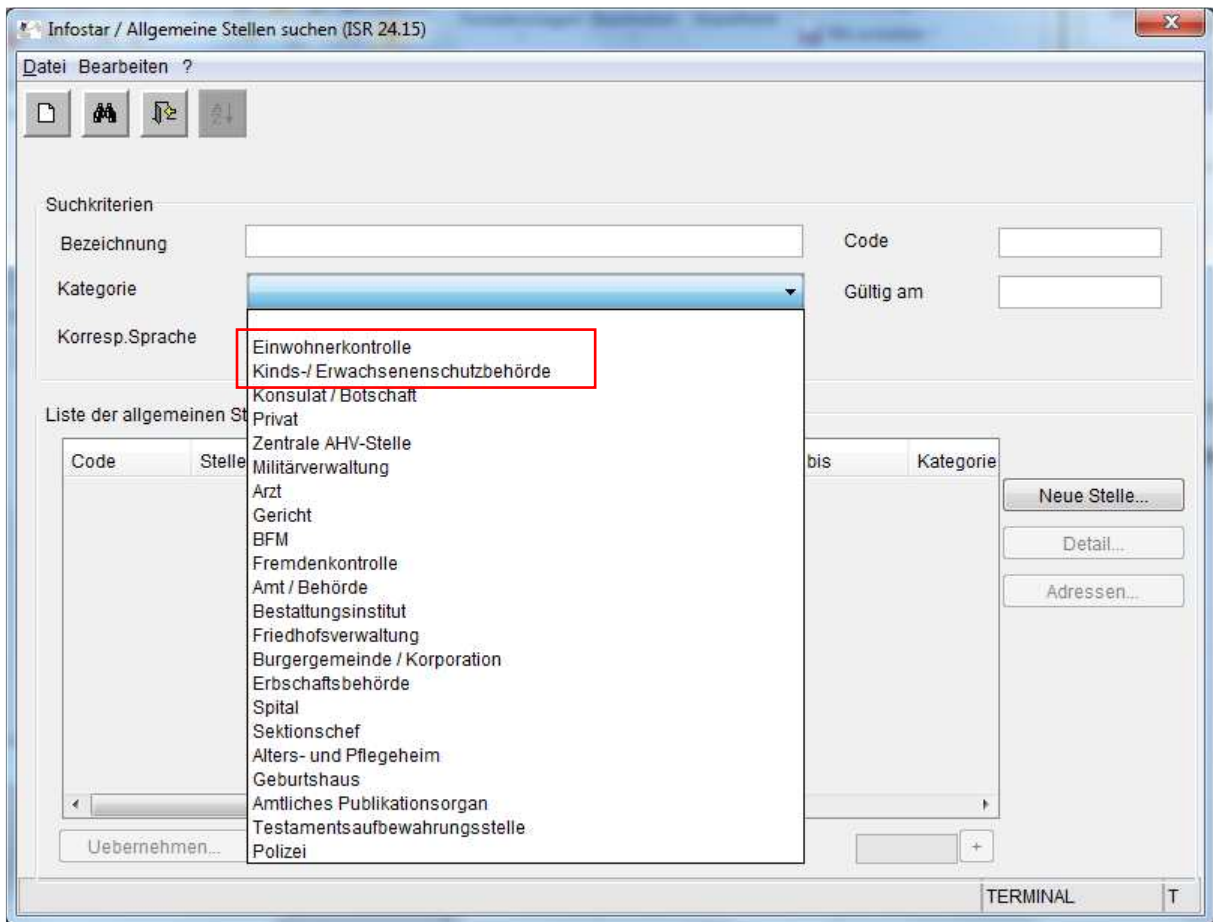 Infostar / Allgemeine Stellen suchen (ISR 24.15)
Datei Bearbeiten ?
Suchkriterien
Bezeichnung
Code
Kategorie
Gültig am
Korresp.Sprache
Einwohnerkontrolle
Kinds-/ Erwachsenenschutzbehörde
Konsulat / Botschaft
Privat
Zentrale AHV-Stelle
Militärverwaltung
Arzt
Gericht
BFM
Fremdenkontrolle
Amt / Behörde
Bestattungsinstitut
Friedhofsverwaltung
Burgergemeinde / Korporation
Erbschaftsbehörde
Spital
Sektionschef
Alters- und Pflegeheim
Geburtshaus
Amtliches Publikationsorgan
Testamentsaufbewahrungsstelle
Polizei
Liste der allgemeinen St
Code Stelle bis Kategorie
Neue Stelle...
Detail...
Adressen...
Uebernehmen...
+
TERMINAL T